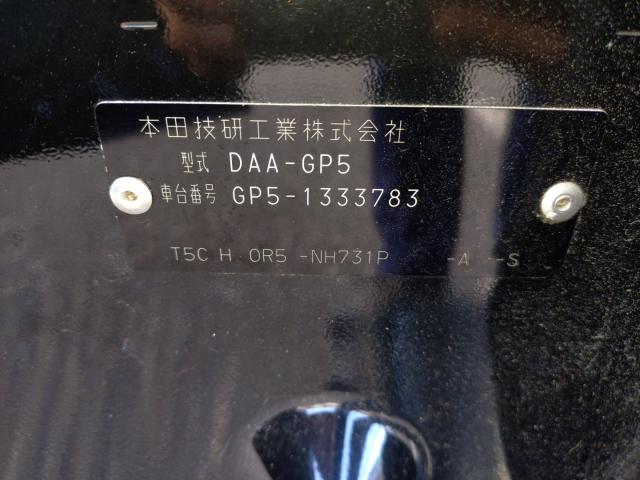 本田技研工業株式会社
型式 DAA-GP5
車台番号 GP5-1333783
T5C H 0R5 -NH731P -A -S